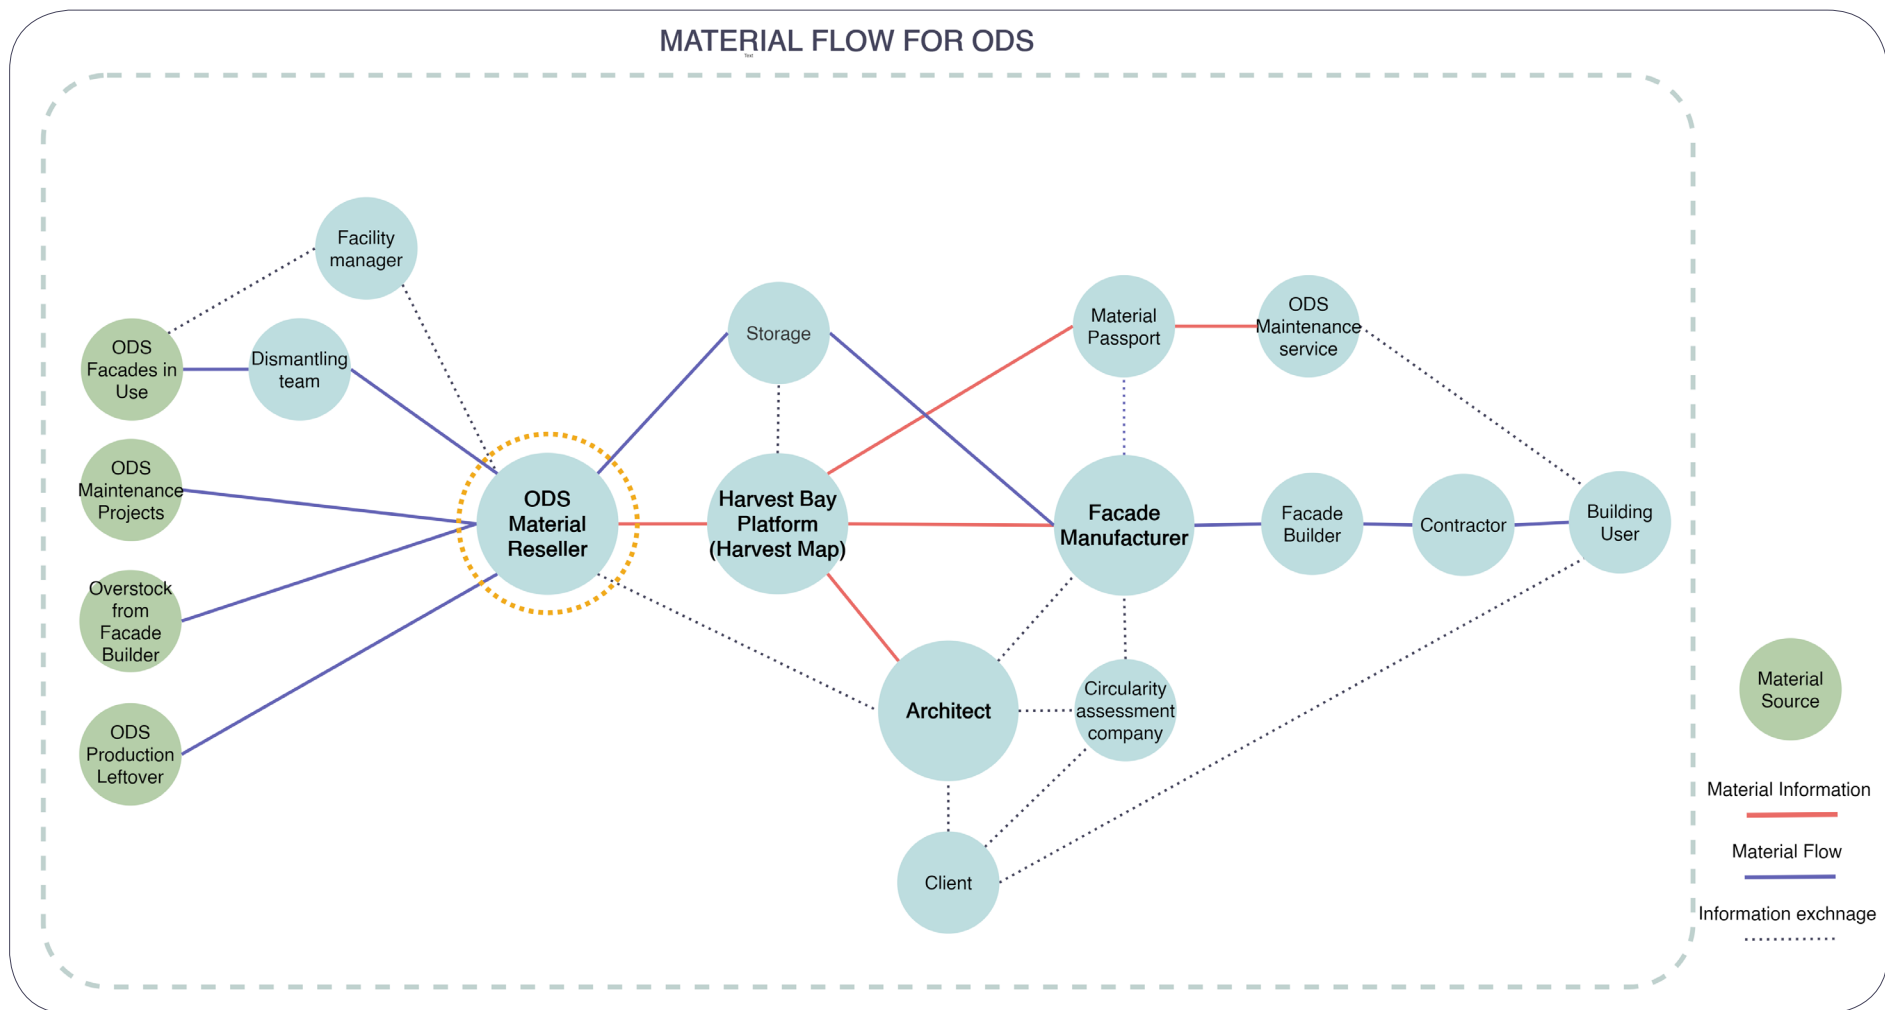 MATERIAL FLOW FOR ODS
Text
Facility
manager
ODS
Facades in
Use
Dismantling
team
ODS
Maintenance
Projects
Overstock
from
Facade
Builder
ODS
Production
Leftover
ODS
Material
Reseller
Storage
Harvest Bay
Platform
(Harvest Map)
Material
Passport
ODS
Maintenance
service
Facade
Manufacturer
Facade
Builder
Contractor
Building
User
Architect
Circularity
assessment
company
Client
Material
Source
Material Information
Material Flow
Information exchnage